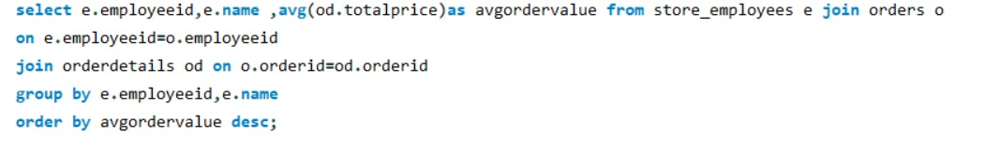 select e.employeeid,e.name ,avg(od.totalprice)as avgordervalue from store_employees e join orders o
on e.employeeid=o.employeeid
join orderdetails od on o.orderid=od.orderid
group by e.employeeid,e.name
order by avgordervalue desc;